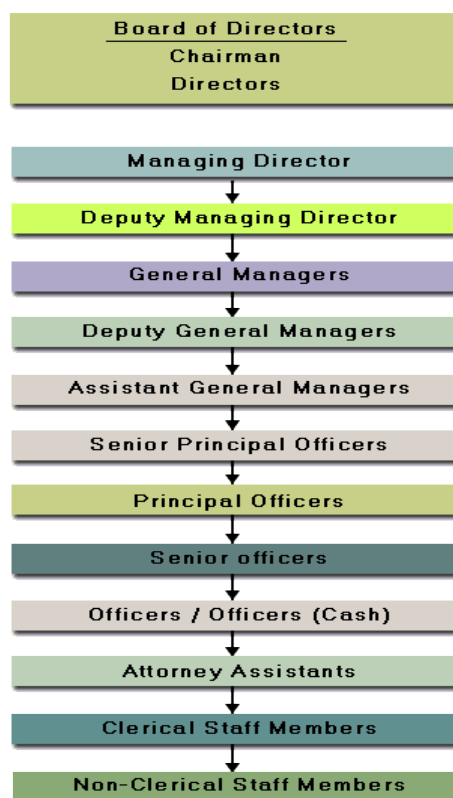 Board of Directors
Chairman
Directors
Managing Director
Deputy Managing Director
General Managers
Deputy General Managers
Assistant General Managers
Senior Principal Officers
Principal Officers
Senior officers
Officers / Officers (Cash)
Attorney Assistants
Clerical Staff Members
Non-Clerical Staff Members